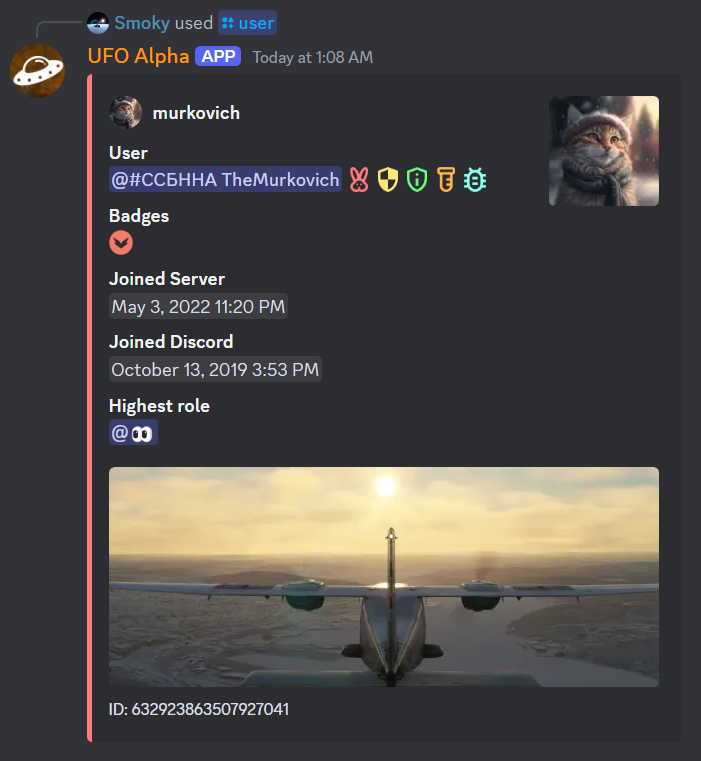 Smoky used user
UFO Alpha APP Today at 1:08 AM
murkovich
User
@#ССБННА TheMurkovich
Badges
Joined Server
May 3, 2022 11:20 PM
Joined Discord
October 13, 2019 3:53 PM
Highest role
@👀
ID: 632923863507927041